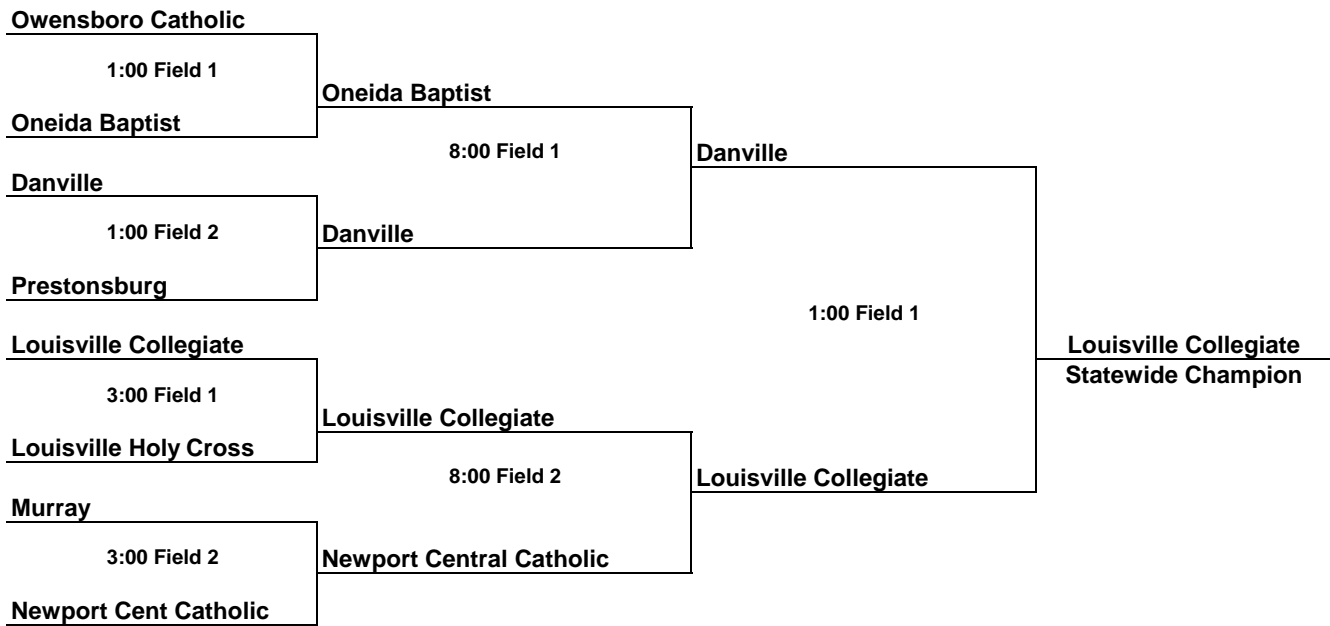 Owensboro Catholic
1:00 Field 1
Oneida Baptist
Oneida Baptist
8:00 Field 1
Danville
Danville
1:00 Field 2
Danville
Prestonsburg
1:00 Field 1
Louisville Collegiate
Louisville Collegiate
Statewide Champion
3:00 Field 1
Louisville Collegiate
Louisville Holy Cross
8:00 Field 2
Louisville Collegiate
Murray
3:00 Field 2
Newport Central Catholic
Newport Cent Catholic